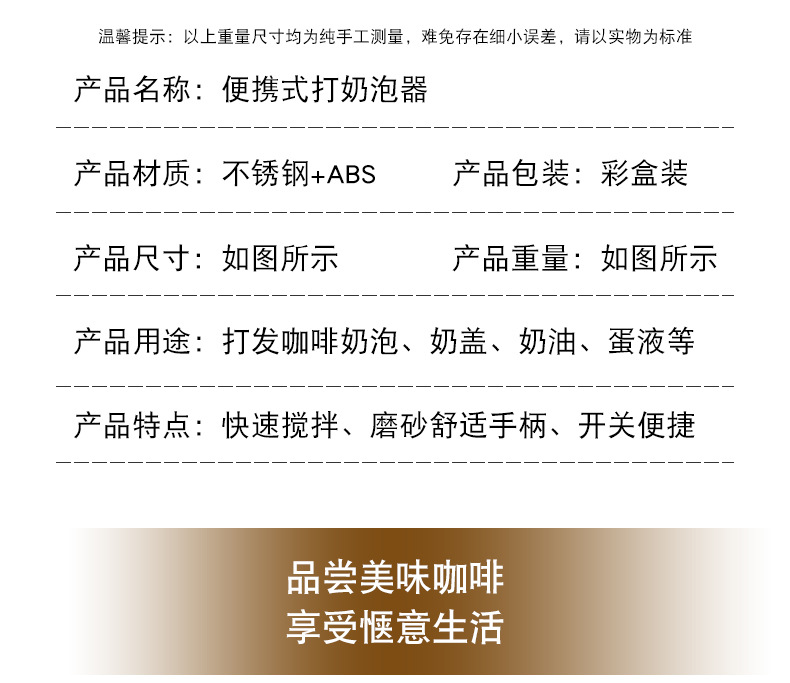 温馨提示：以上重量尺寸均为纯手工测量，难免存在细小误差，请以实物为标准
产品名称：便携式打奶泡器
产品材质：不锈钢+ABS 产品包装：彩盒装
产品尺寸：如图所示 产品重量：如图所示
产品用途：打发咖啡奶泡、奶盖、奶油、蛋液等
产品特点：快速搅拌、磨砂舒适手柄、开关便捷
品尝美味咖啡
享受惬意生活